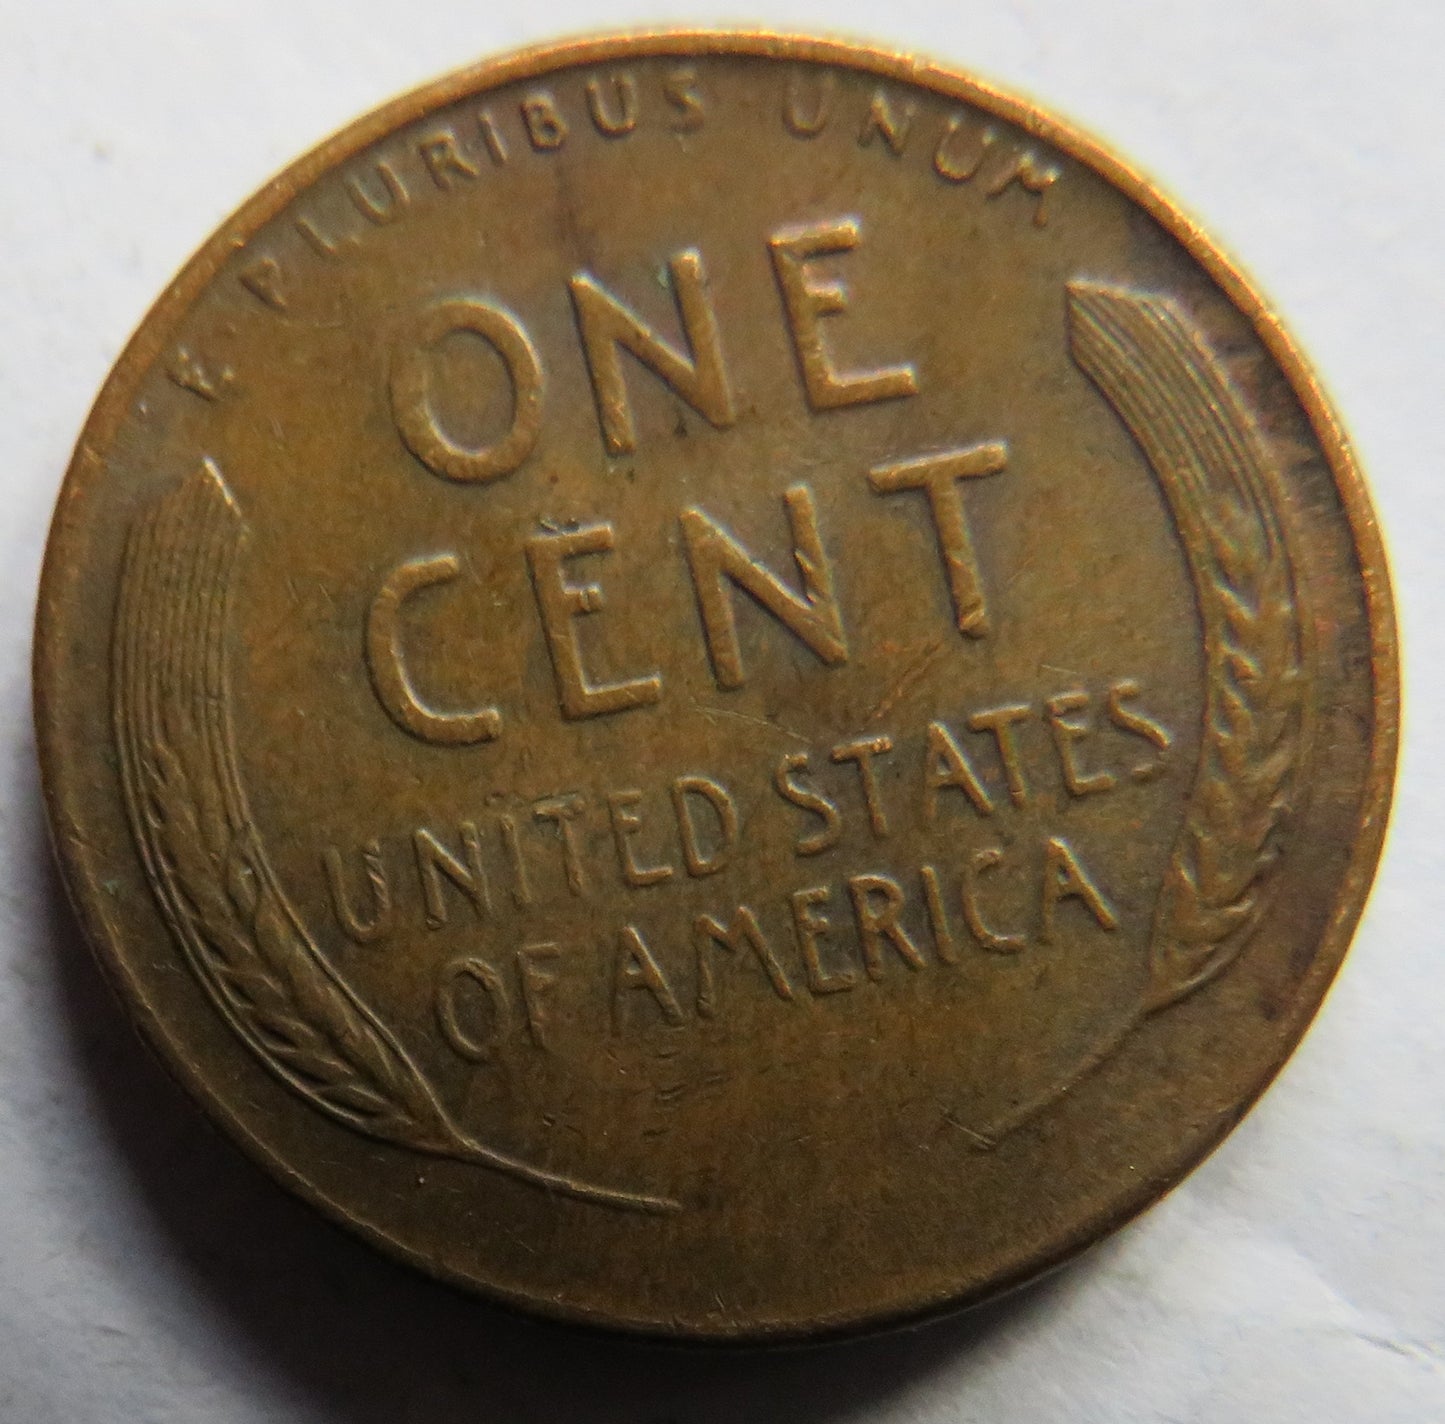 E·PLURIBUS UNUM
ONE
CENT
UNITED STATES
OF AMERICA